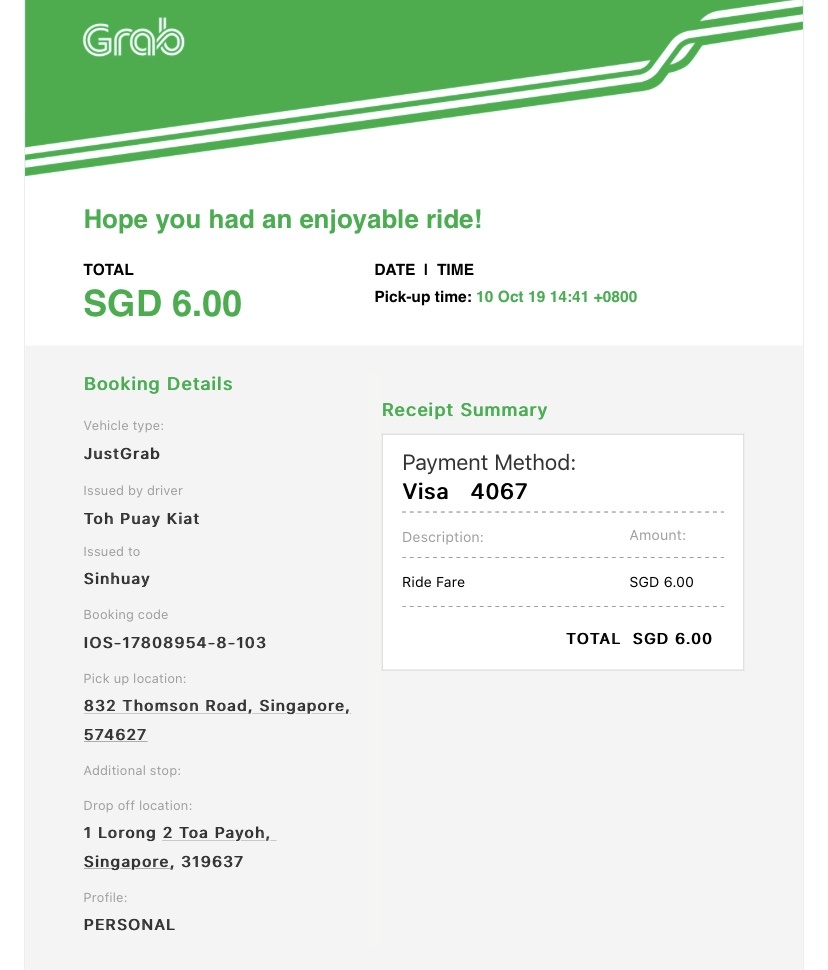 Grab
Hope you had an enjoyable ride!
TOTAL
SGD 6.00
DATE | TIME
Pick-up time: 10 Oct 19 14:41 +0800
Booking Details
Vehicle type:
JustGrab
Issued by driver
Toh Puay Kiat
Issued to
Sinhuay
Booking code
IOS-17808954-8-103
Pick up location:
832 Thomson Road, Singapore,
574627
Additional stop:
Drop off location:
1 Lorong 2 Toa Payoh,
Singapore, 319637
Profile:
PERSONAL
Receipt Summary
Payment Method:
Visa 4067
Description: Amount:
Ride Fare SGD 6.00
TOTAL SGD 6.00